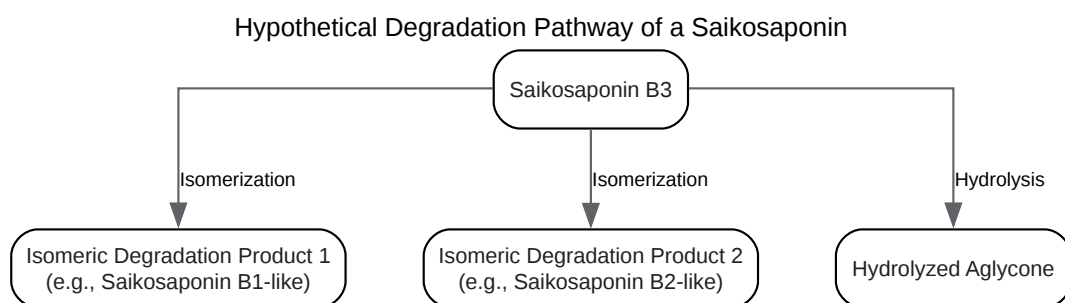 Hypothetical Degradation Pathway of a Saikosaponin
Saikosaponin B3
Isomerization
Isomerization
Hydrolysis
Isomeric Degradation Product 1
(e.g., Saikosaponin B1-like)
Isomeric Degradation Product 2
(e.g., Saikosaponin B2-like)
Hydrolyzed Aglycone